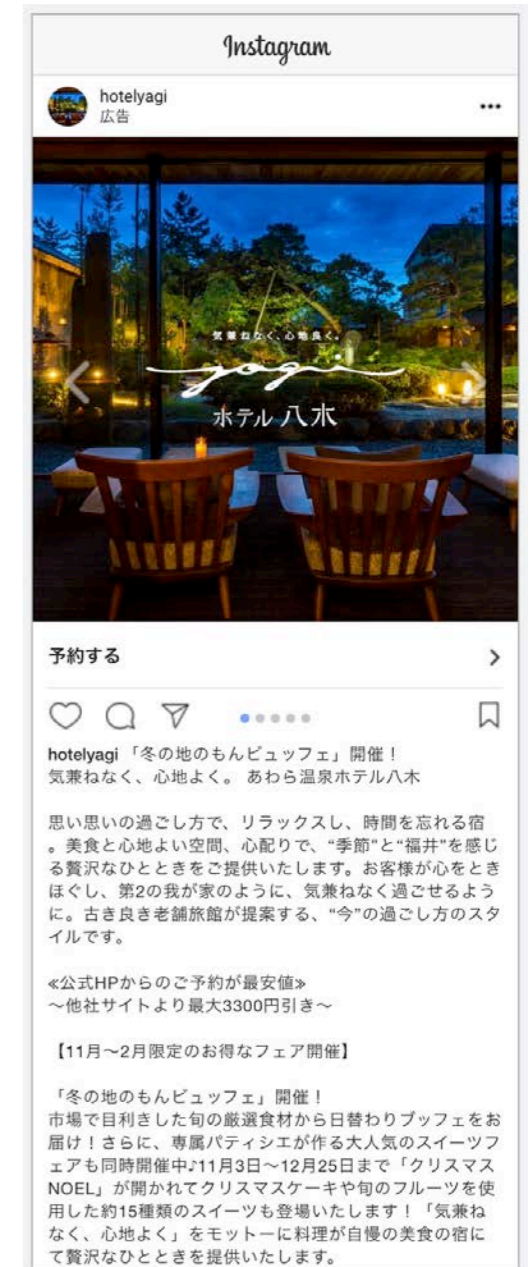 Instagram
hotelyagi
広告
気兼ねなく、心地良く。
yagi
ホテル 八木
予約する
hotelyagi 「冬の地のもんビュッフェ」開催！
気兼ねなく、心地よく。 あわら温泉ホテル八木
思い思いの過ごし方で、リラックスし、時間を忘れる宿
。美食と心地よい空間、心配りで、“季節”と“福井”を感じ
る贅沢なひとときをご提供いたします。お客様が心をとき
ほぐし、第2の我が家のように、気兼ねなく過ごせるよう
に。古き良き老舗旅館が提案する、“今”の過ごし方のスタ
イルです。
≪公式HPからのご予約が最安値≫
〜他社サイトより最大3300円引き〜
【11月〜2月限定のお得なフェア開催】
「冬の地のもんビュッフェ」開催！
市場で目利きした旬の厳選食材から日替わりブッフェをお
届け！さらに、専属パティシエが作る大人気のスイーツフ
ェアも同時開催中♪11月3日〜12月25日まで「クリスマス
NOEL」が開かれてクリスマスケーキや旬のフルーツを使
用した約15種類のスイーツも登場いたします！「気兼ね
なく、心地よく」をモットーに料理が自慢の美食の宿に
て贅沢なひとときを提供いたします。